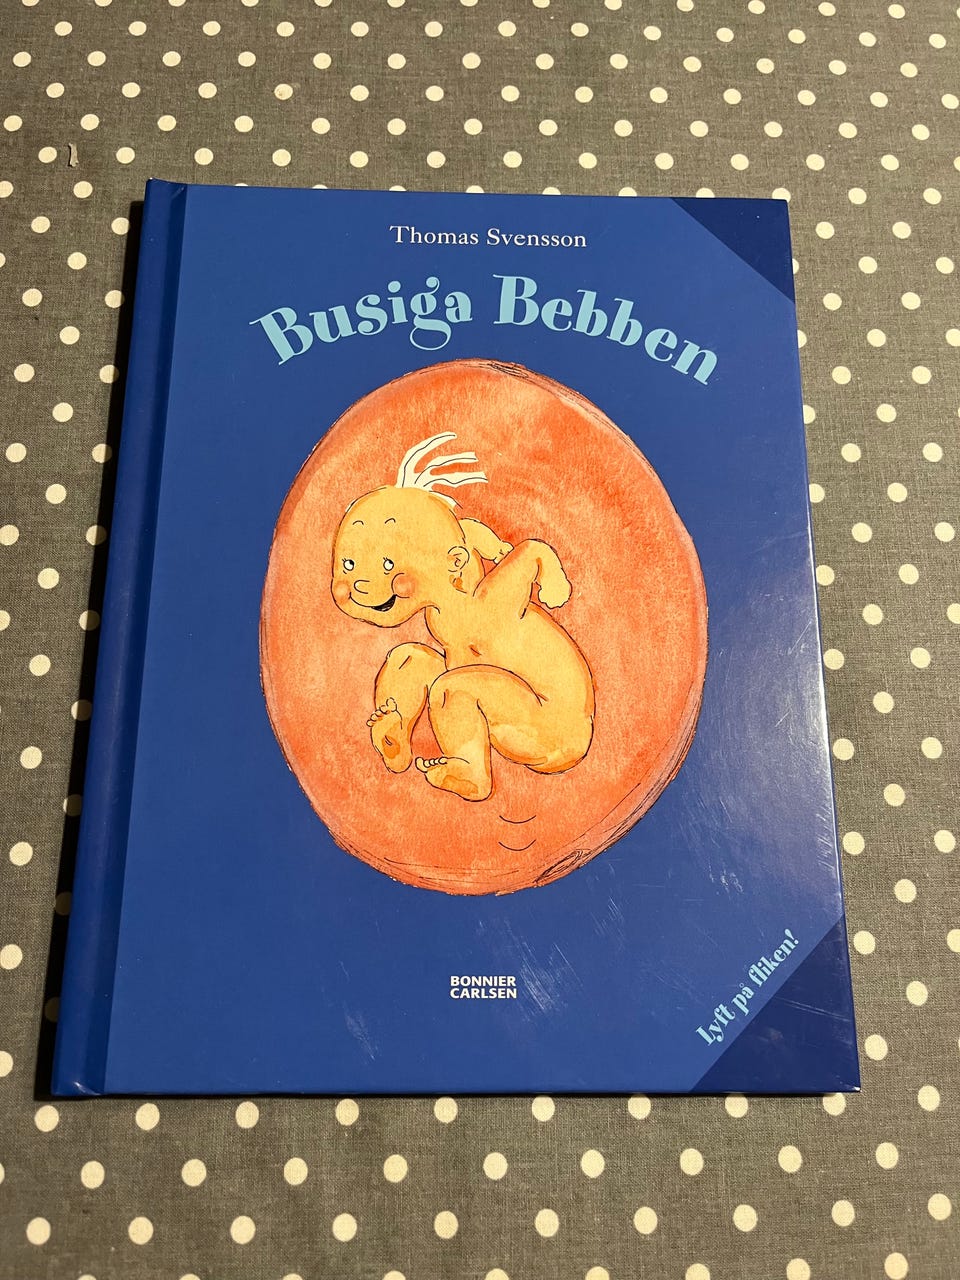 Thomas Svensson
Busiga Bebben
BONNIER
CARLSEN
Lyft på fliken!